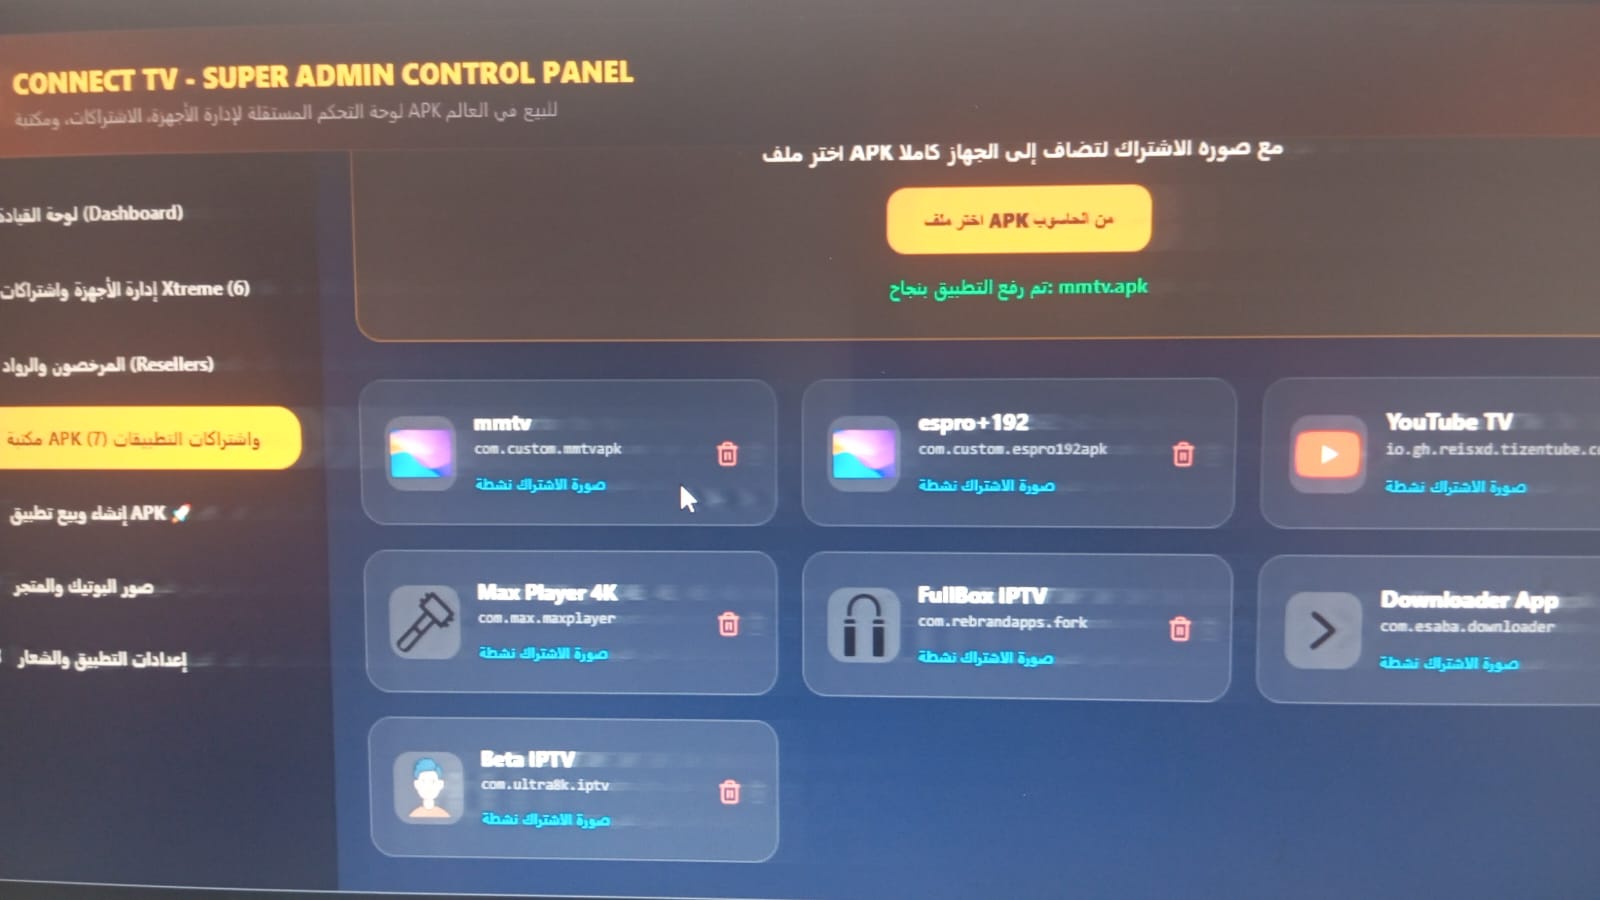 CONNECT TV - SUPER ADMIN CONTROL PANEL
للبيع في العالم APK لوحة التحكم المستقلة لإدارة الأجهزة، الاشتراكات، ومكتبة
لوحة القيادة (Dashboard)
إدارة الأجهزة واشتراكات Xtreme (6)
المرخصون والرواد (Resellers)
واشتراكات التطبيقات APK (7) مكتبة
إنشاء وبيع تطبيق APK 🚀
صور البوتيك والمتجر
إعدادات التطبيق والشعار
مع صوره الاشتراك لتضاف إلى الجهاز كاملا APK اختر ملف
من الحاسوب APK اختر ملف
تم رفع التطبيق بنجاح: mmtv.apk
mmtv
com.custom.mmtvapk
صورة الاشتراك نشطة
espro+192
com.custom.espro192apk
صورة الاشتراك نشطة
YouTube TV
io.gh.reisxd.tizentube.c
صورة الاشتراك نشطة
Max Player 4K
com.max.maxplayer
صورة الاشتراك نشطة
FullBox IPTV
com.rebrandapps.fork
صورة الاشتراك نشطة
Downloader App
com.esaba.downloader
صورة الاشتراك نشطة
Beta IPTV
com.ultra8k.iptv
صورة الاشتراك نشطة